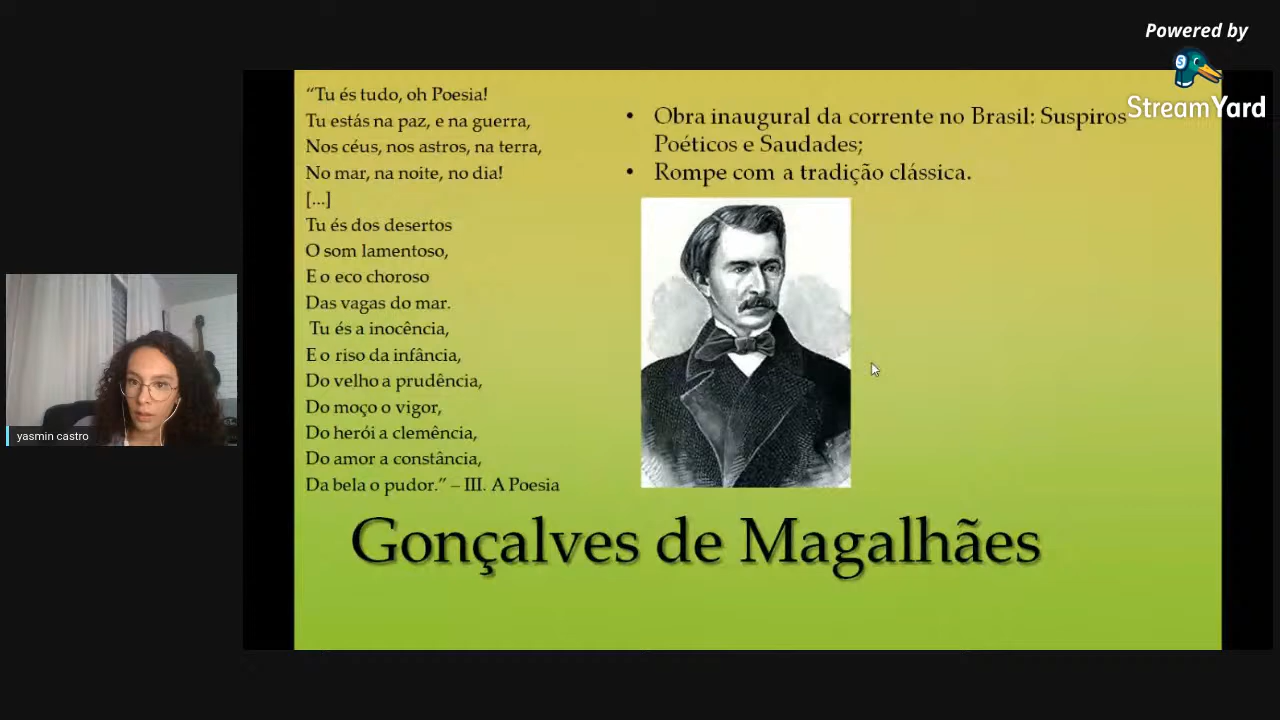 Powered by
StreamYard
“Tu és tudo, oh Poesia!
Tu estás na paz, e na guerra,
Nos céus, nos astros, na terra,
No mar, na noite, no dia!
[...]
Tu és dos desertos
O som lamentoso,
E o eco choroso
Das vagas do mar.
Tu és a inocência,
E o riso da infância,
Do velho a prudência,
Do moço o vigor,
Do herói a clemência,
Do amor a constância,
Da bela o pudor.” – III. A Poesia
• Obra inaugural da corrente no Brasil: Suspiros
Poéticos e Saudades;
• Rompe com a tradição clássica.
Gonçalves de Magalhães
yasmin castro